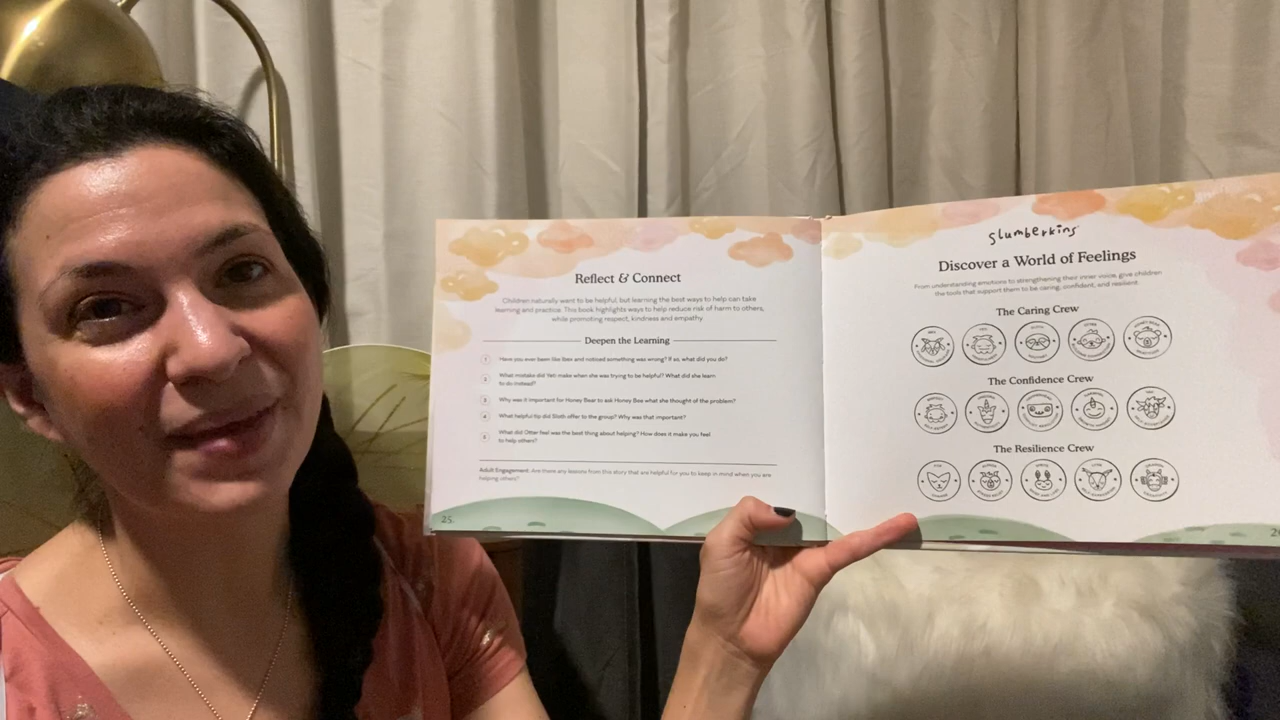 Reflect & Connect
Children naturally want to be helpful, but learning the best ways to help can take
learning and practice. This book highlights ways to help reduce risk of harm to others,
while promoting respect, kindness and empathy.
Deepen the Learning
1 Have you ever been like Ibex and noticed something was wrong? If so, what did you do?
2 What mistake did Yeti make when she was trying to be helpful? What did she learn
to do instead?
3 Why was it important for Honey Bear to ask Honey Bee what she thought of the problem?
4 What helpful tip did Sloth offer to the group? Why was that important?
5 What did Otter feel was the best thing about helping? How does it make you feel
to help others?
Adult Engagement: Are there any lessons from this story that are helpful for you to keep in mind when you are
helping others?
25
slumberkins
Discover a World of Feelings
From understanding emotions to strengthening their inner voice, give children
the tools that support them to be caring, confident, and resilient.
The Caring Crew
The Confidence Crew
The Resilience Crew